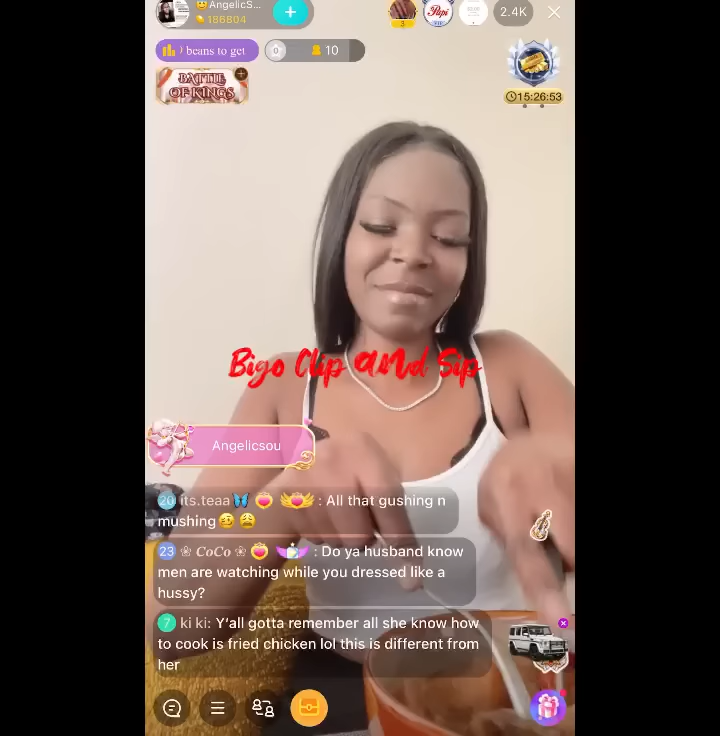 AngelicS...
186804
3
Papi
2.4K
beans to get
0
10
BATTLE
OF KINGS
15:26:53
Bigo Clip and Sip
Angelicsou
20 its.teaa🦋 : All that gushing n
mushing🥴😩
23 ❀ CoCo ❀ : Do ya husband know
men are watching while you dressed like a
hussy?
7 ki ki: Y'all gotta remember all she know how
to cook is fried chicken lol this is different from
her